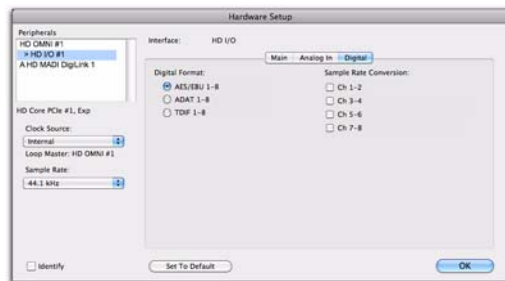 Hardware Setup
Peripherals
HD OMNI #1
> HD I/O #1
A HD MADI DigiLink 1
HD Core PCIe #1, Exp
Clock Source:
Internal
Loop Master: HD OMNI #1
Sample Rate:
44.1 kHz
Identify
Interface: HD I/O
Main Analog In Digital
Digital Format:
AES/EBU 1-8
ADAT 1-8
TDIF 1-8
Sample Rate Conversion:
Ch 1-2
Ch 3-4
Ch 5-6
Ch 7-8
Set To Default
OK